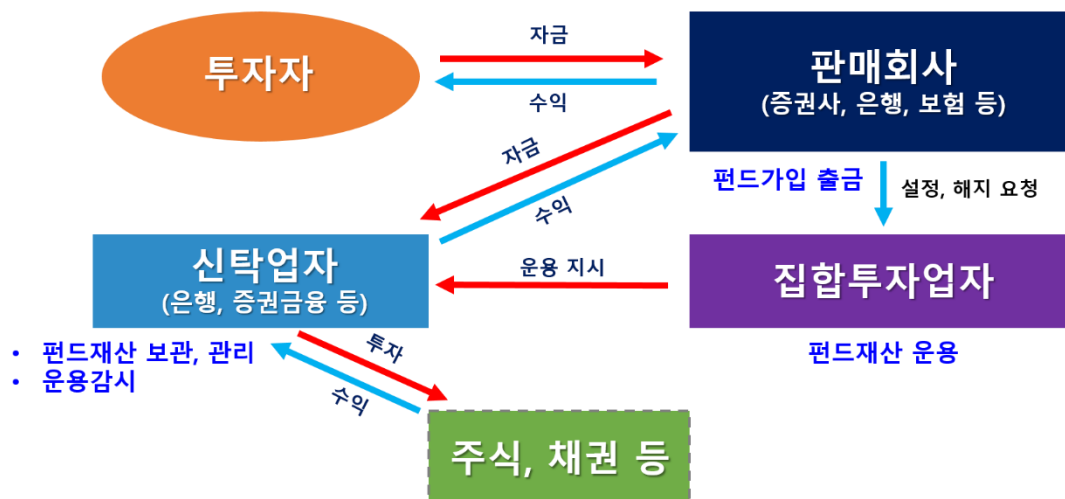 자금
투자자
판매회사
(증권사, 은행, 보험 등)
수익
자금
수익
펀드가입 출금
설정, 해지 요청
신탁업자
(은행, 증권금융 등)
운용 지시
집합투자업자
• 펀드재산 보관, 관리
• 운용감시
투자
수익
펀드재산 운용
주식, 채권 등